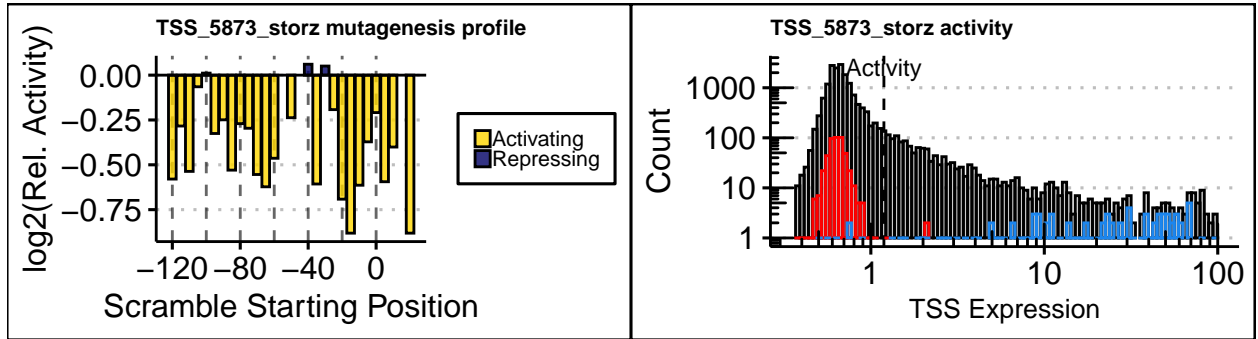 TSS_5873_storz mutagenesis profile
log2(Rel. Activity)
0.00
−0.25
−0.50
−0.75
−120
−80
−40
0
Scramble Starting Position
Activating
Repressing
TSS_5873_storz activity
Activity
Count
1000
100
10
1
1
10
100
TSS Expression